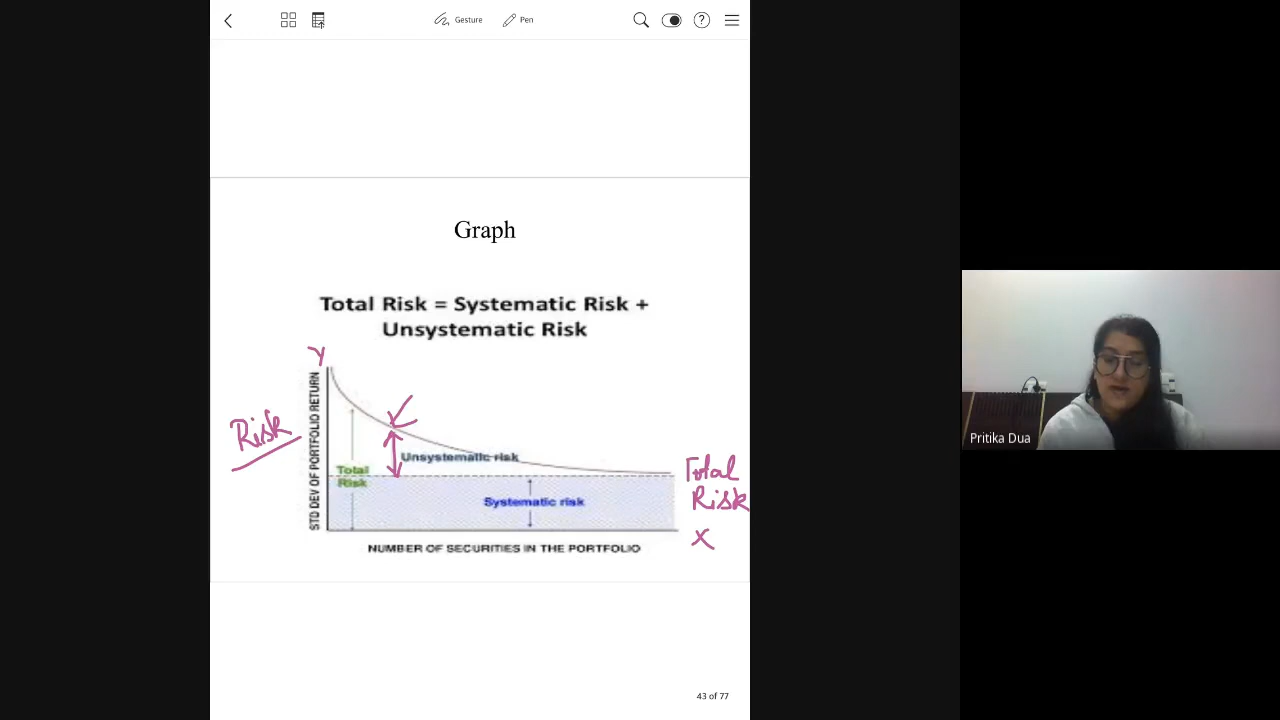 Gesture
Pen
Graph
Total Risk = Systematic Risk +
Unsystematic Risk
Y
STD DEV OF PORTFOLIO RETURN
Risk
Unsystematic risk
Total
Risk
Systematic risk
Total
Risk
X
NUMBER OF SECURITIES IN THE PORTFOLIO
43 of 77
Pritika Dua